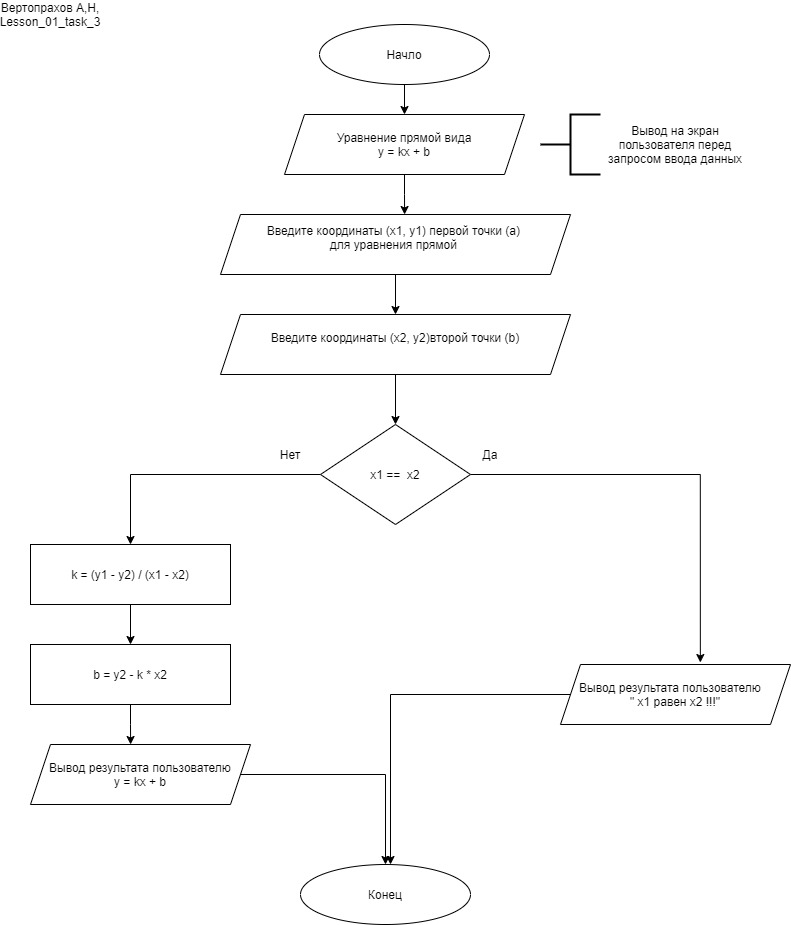 Вертопрахов А,Н,
Lesson_01_task_3
Начло
Уравнение прямой вида
y = kx + b
Вывод на экран
пользователя перед
запросом ввода данных
Введите координаты (x1, y1) первой точки (a)
для уравнения прямой
Введите координаты (x2, y2)второй точки (b)
Нет
Да
x1 == x2
k = (y1 - y2) / (x1 - x2)
b = y2 - k * x2
Вывод результата пользователю
" x1 равен x2 !!!"
Вывод результата пользователю
y = kx + b
Конец